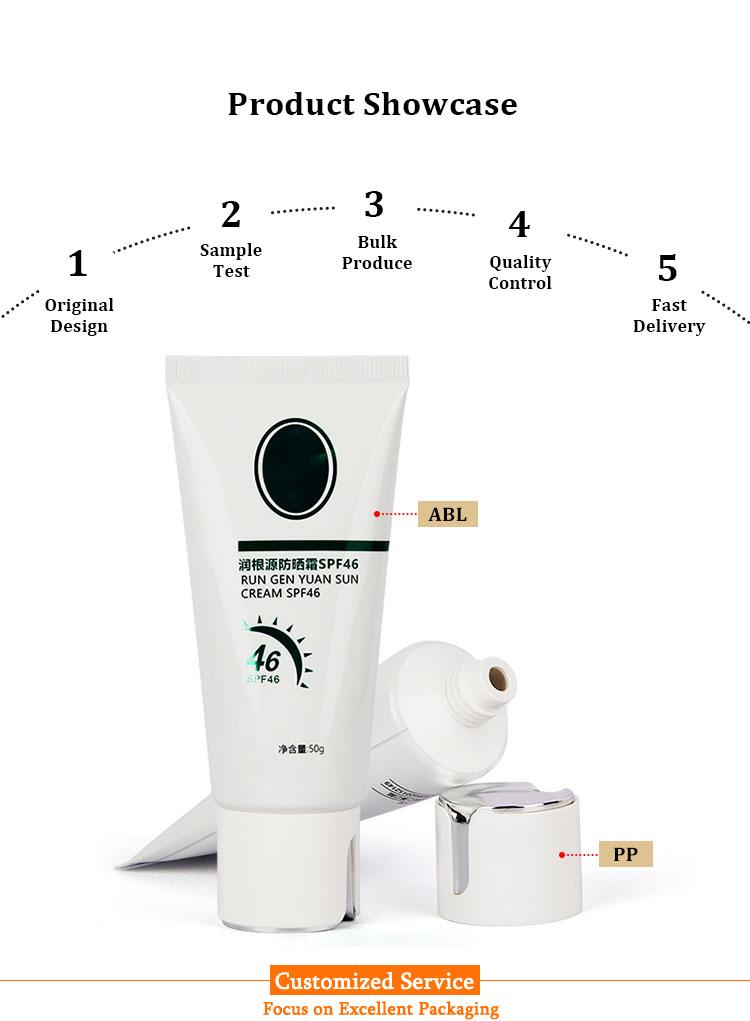 Product Showcase
1
Original
Design
2
Sample
Test
3
Bulk
Produce
4
Quality
Control
5
Fast
Delivery
ABL
润根源防晒霜SPF46
RUN GEN YUAN SUN
CREAM SPF46
46
SPF46
净含量:50g
PP
Customized Service
Focus on Excellent Packaging